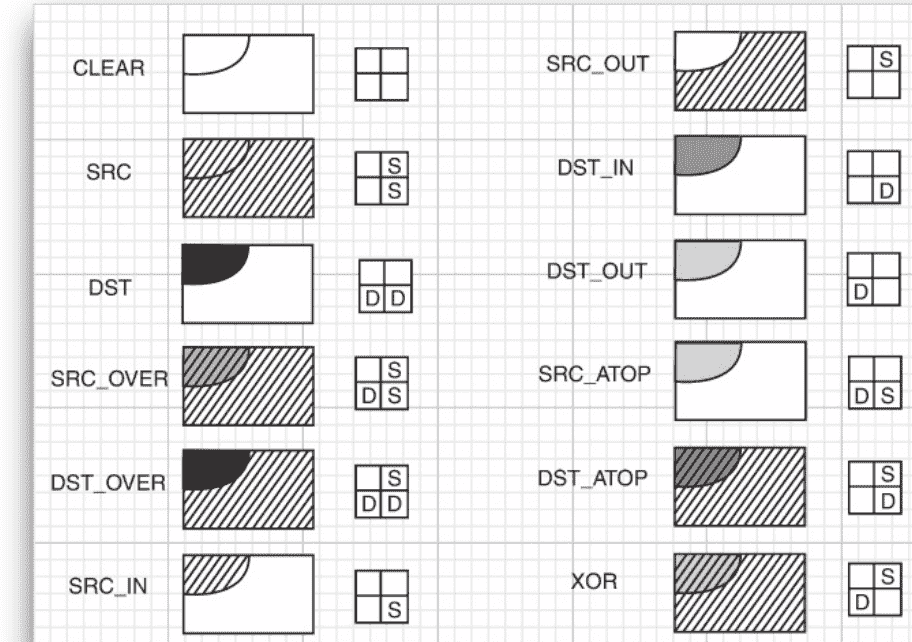 CLEAR
SRC
S
S
DST
D D
SRC_OVER
S
D S
DST_OVER
S
D D
SRC_IN
S
SRC_OUT
S
DST_IN
D
DST_OUT
D
SRC_ATOP
D S
DST_ATOP
S
D
XOR
S
D